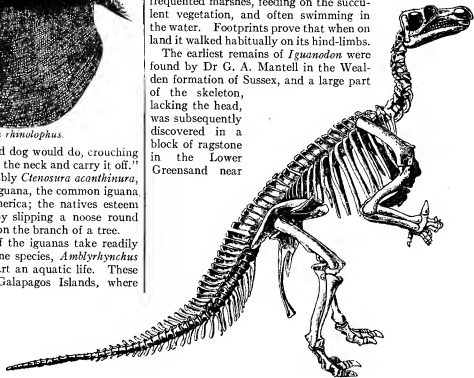 rhinolophus.
d dog would do, crouching
the neck and carry it off.”
bly Ctenosura acanthinura,
guana, the common iguana
merica; the natives esteem
by slipping a noose round
on the branch of a tree.
f the iguanas take readily
ne species, Amblyrhynchus
rt an aquatic life. These
Galapagos Islands, where
frequented marshes, feeding on the succu-
lent vegetation, and often swimming in
the water. Footprints prove that when on
land it walked habitually on its hind-limbs.
The earliest remains of Iguanodon were
found by Dr G. A. Mantell in the Weal-
den formation of Sussex, and a large part
of the skeleton,
lacking the head,
was subsequently
discovered in a
block of ragstone
in the Lower
Greensand near